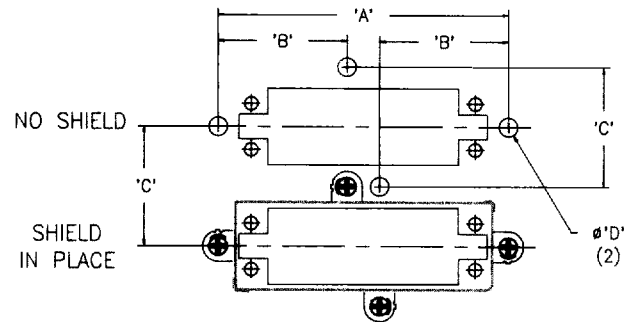 'A'
'B' 'B'
NO SHIELD
'C' 'C'
SHIELD
IN PLACE
ø'D'
(2)